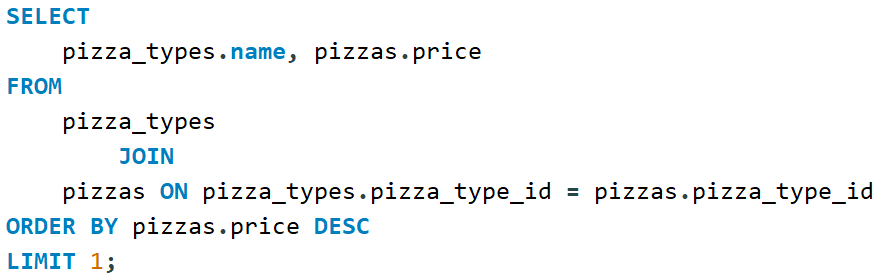 SELECT
    pizza_types.name, pizzas.price
FROM
    pizza_types
        JOIN
    pizzas ON pizza_types.pizza_type_id = pizzas.pizza_type_id
ORDER BY pizzas.price DESC
LIMIT 1;